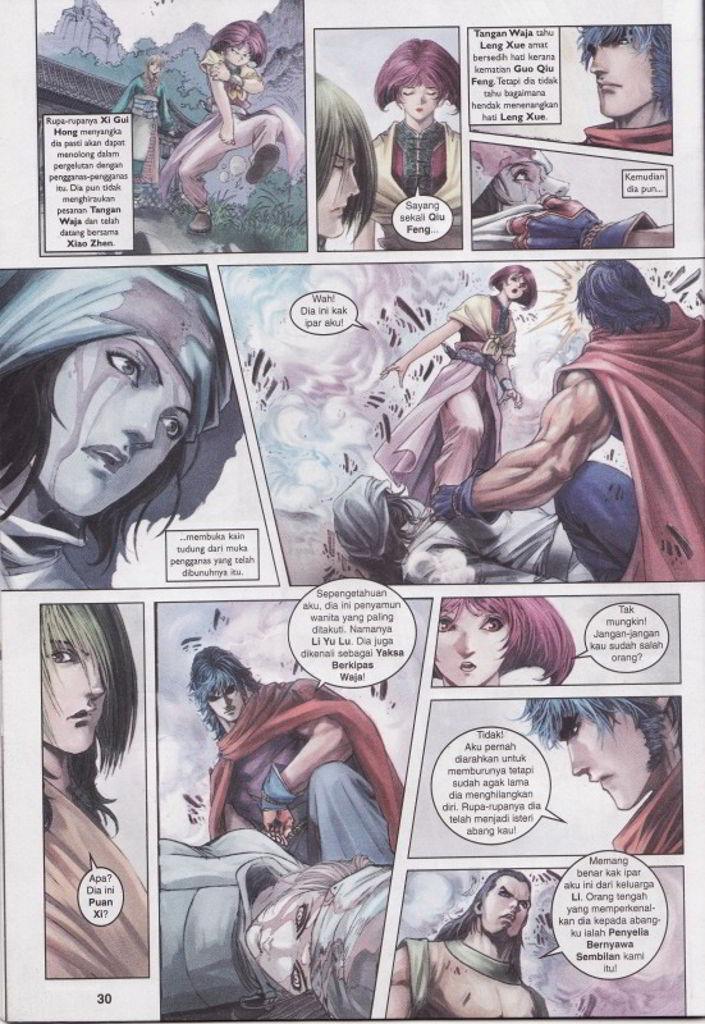 Rupa-rupanya Xi Gui
Hong menyangka
dia pasti akan dapat
menolong dalam
pergelutan dengan
pengganas-pengganas
itu. Dia pun tidak
menghiraukan
pesanan Tangan
Waja dan telah
datang bersama
Xiao Zhen.
Sayang
sekali Qiu
Feng...
Tangan Waja tahu
Leng Xue amat
bersedih hati kerana
kematian Guo Qiu
Feng. Tetapi dia tidak
tahu bagaimana
hendak menenangkan
hati Leng Xue.
Kemudian
dia pun...
...membuka kain
tudung dari muka
pengganas yang telah
dibunuhnya itu.
Wah!
Dia ini kak
ipar aku!
Apa?
Dia ini
Puan
Xi?
Sepengetahuan
aku, dia ini penyamun
wanita yang paling
ditakuti. Namanya
Li Yu Lu. Dia juga
dikenali sebagai Yaksa
Berkipas
Waja!
Tak
mungkin!
Jangan-jangan
kau sudah salah
orang?
Tidak!
Aku pernah
diarahkan untuk
memburunya tetapi
sudah agak lama
dia menghilangkan
diri. Rupa-rupanya dia
telah menjadi isteri
abang kau!
Memang
benar kak ipar
aku ini dari keluarga
Li. Orang tengah
yang memperkenal-
kan dia kepada abang-
ku ialah Penyelia
Bernyawa
Sembilan kami
itu!
30